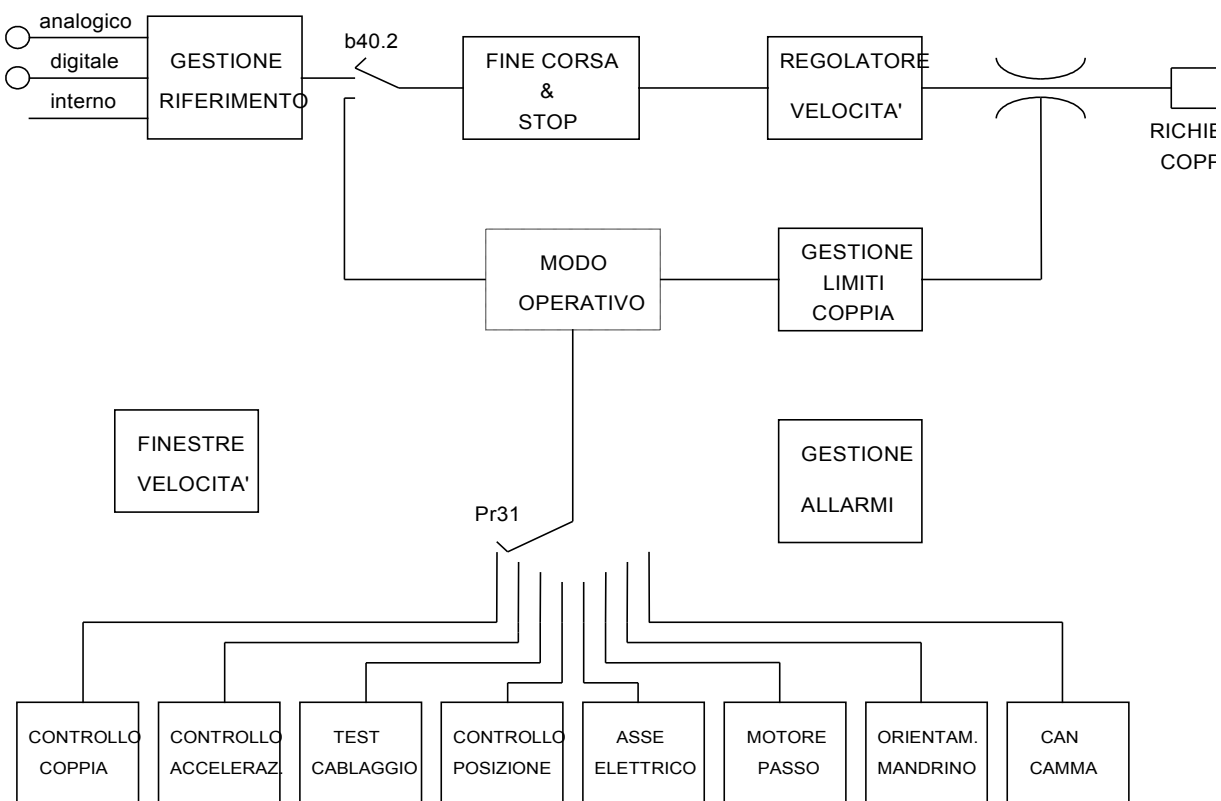 analogico
digitale
interno
GESTIONE
RIFERIMENTO
b40.2
FINE CORSA
&
STOP
REGOLATORE
VELOCITA'
MODO
OPERATIVO
GESTIONE
LIMITI
COPPIA
FINESTRE
VELOCITA'
GESTIONE
ALLARMI
Pr31
CONTROLLO
COPPIA
CONTROLLO
ACCELERAZ.
TEST
CABLAGGIO
CONTROLLO
POSIZIONE
ASSE
ELETTRICO
MOTORE
PASSO
ORIENTAM.
MANDRINO
CAN
CAMMA